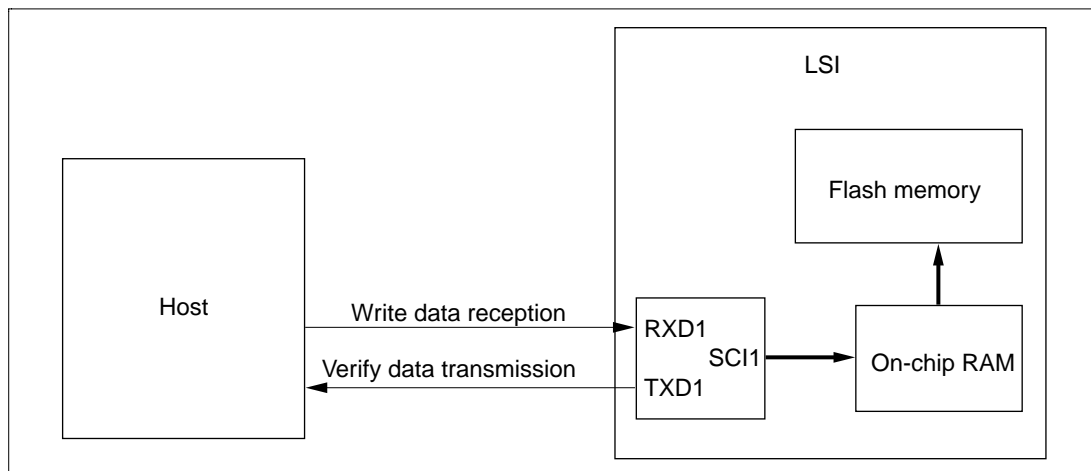 LSI
Flash memory
Host
Write data reception
RXD1
SCI1
On-chip RAM
Verify data transmission
TXD1